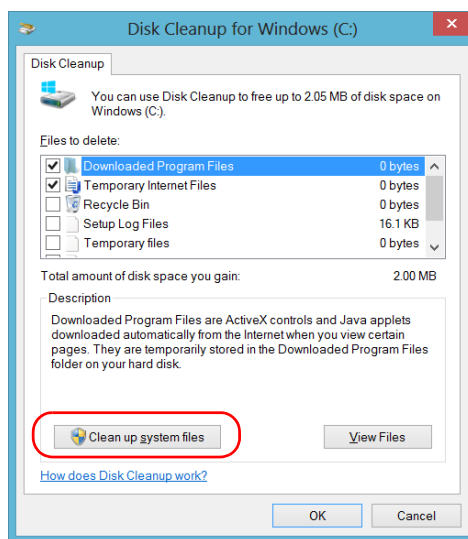 Disk Cleanup for Windows (C:)
Disk Cleanup
You can use Disk Cleanup to free up to 2.05 MB of disk space on
Windows (C:).
Files to delete:
Downloaded Program Files 0 bytes
Temporary Internet Files 0 bytes
Recycle Bin 0 bytes
Setup Log Files 16.1 KB
Temporary files 0 bytes
Total amount of disk space you gain: 2.00 MB
Description
Downloaded Program Files are ActiveX controls and Java applets
downloaded automatically from the Internet when you view certain
pages. They are temporarily stored in the Downloaded Program Files
folder on your hard disk.
Clean up system files View Files
How does Disk Cleanup work?
OK Cancel